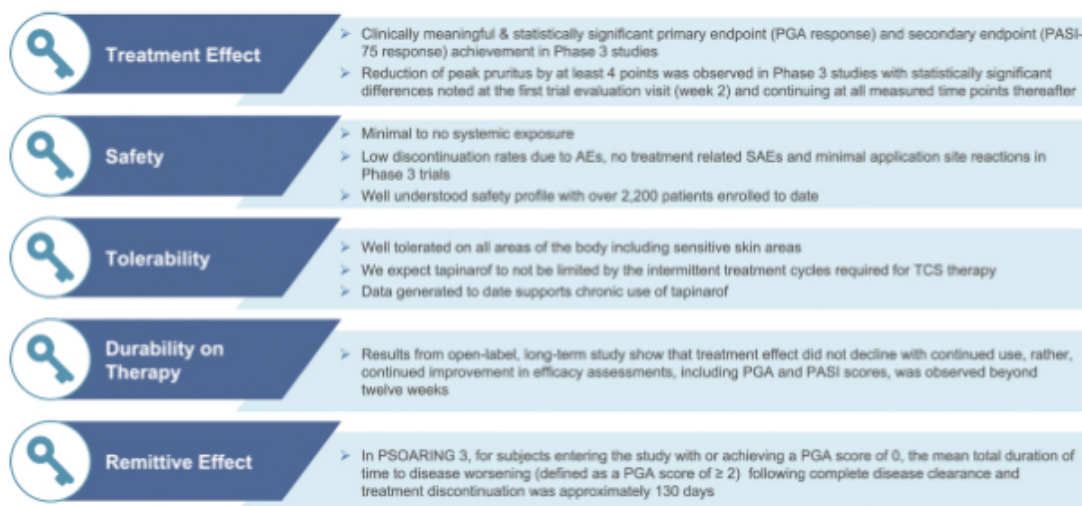 Treatment Effect
➢ Clinically meaningful & statistically significant primary endpoint (PGA response) and secondary endpoint (PASI-
75 response) achievement in Phase 3 studies
➢ Reduction of peak pruritus by at least 4 points was observed in Phase 3 studies with statistically significant
differences noted at the first trial evaluation visit (week 2) and continuing at all measured time points thereafter
Safety
➢ Minimal to no systemic exposure
➢ Low discontinuation rates due to AEs, no treatment related SAEs and minimal application site reactions in
Phase 3 trials
➢ Well understood safety profile with over 2,200 patients enrolled to date
Tolerability
➢ Well tolerated on all areas of the body including sensitive skin areas
➢ We expect tapinarof to not be limited by the intermittent treatment cycles required for TCS therapy
➢ Data generated to date supports chronic use of tapinarof
Durability on
Therapy
➢ Results from open-label, long-term study show that treatment effect did not decline with continued use, rather,
continued improvement in efficacy assessments, including PGA and PASI scores, was observed beyond
twelve weeks
Remittive Effect
➢ In PSOARING 3, for subjects entering the study with or achieving a PGA score of 0, the mean total duration of
time to disease worsening (defined as a PGA score of ≥ 2) following complete disease clearance and
treatment discontinuation was approximately 130 days